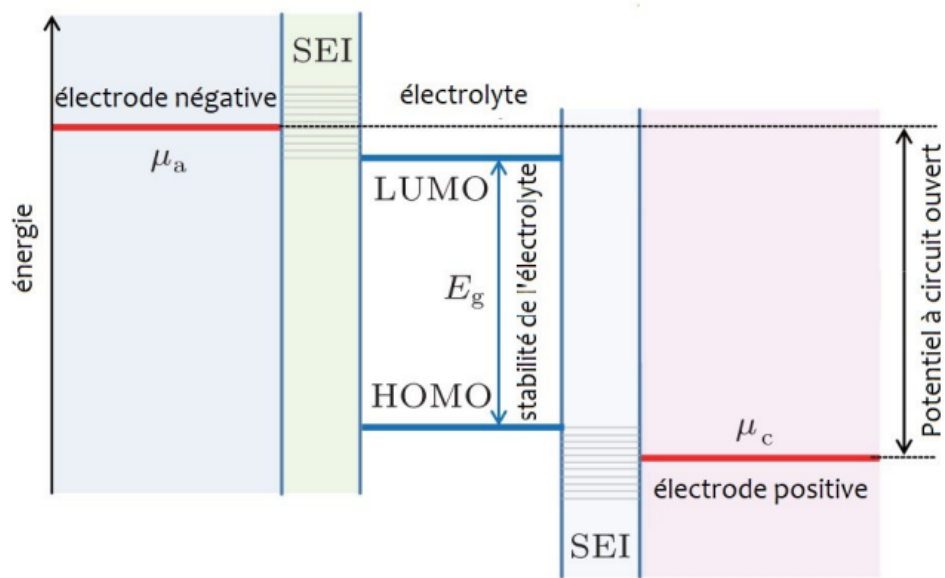 SEI
électrode négative
électrolyte
μa
LUMO
énergie
Eg
stabilité de l'électrolyte
Potentiel à circuit ouvert
HOMO
μc
électrode positive
SEI